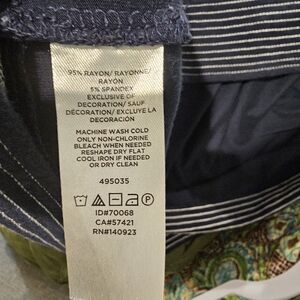 95% RAYON/RAYONNE/
RAYÓN
5% SPANDEX
EXCLUSIVE OF
DECORATION/ SAUF
DÉCORATION/ EXCLUYE LA
DECORACIÓN
MACHINE WASH COLD
ONLY NON-CHLORINE
BLEACH WHEN NEEDED
RESHAPE DRY FLAT
COOL IRON IF NEEDED
OR DRY CLEAN
495035
ID#70068
CA#57421
RN#140923